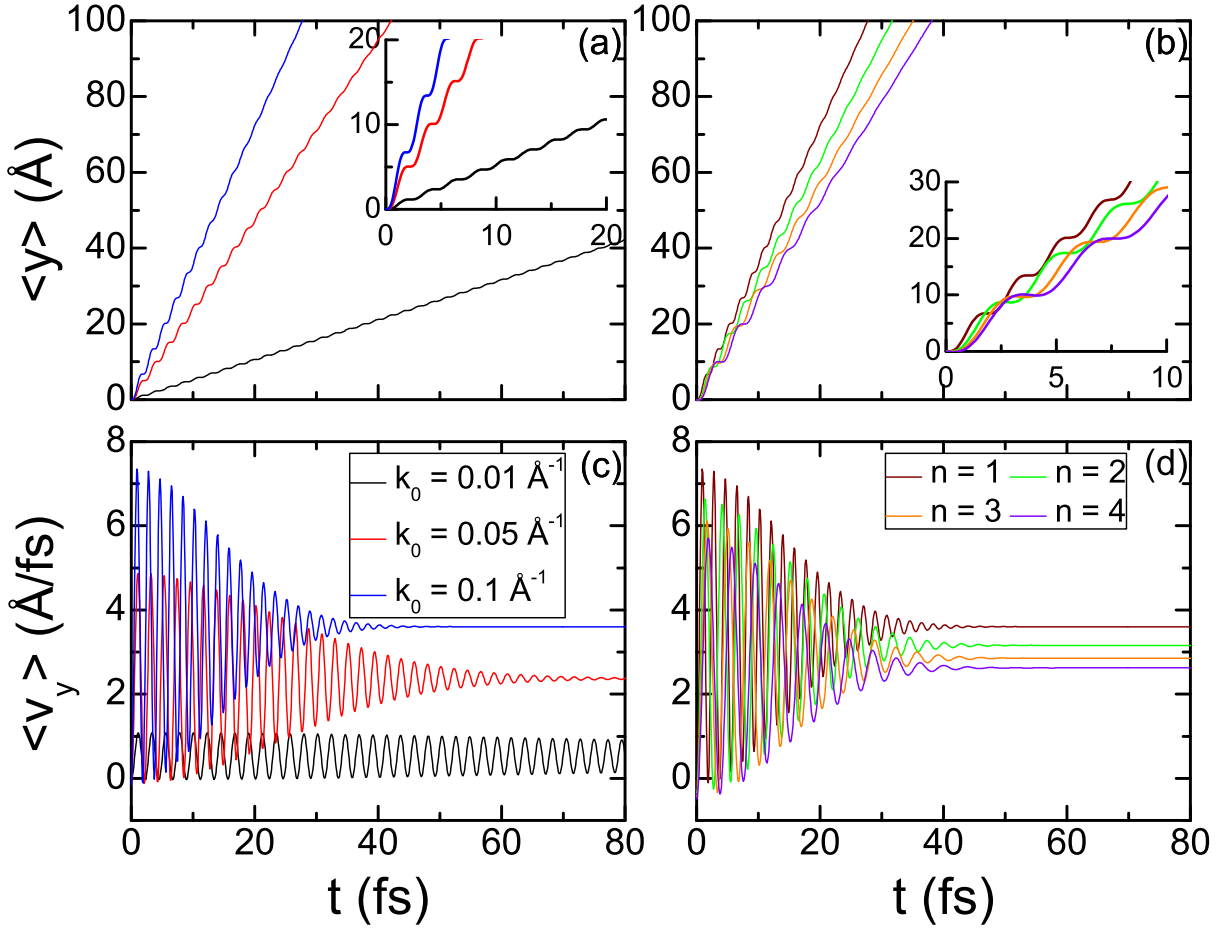 100
80
60
40
20
0
<y> (Å)
(a)
20
10
0
0 10 20
100
80
60
40
20
0
(b)
30
20
10
0
0 5 10
8
6
4
2
0
<v_y> (Å/fs)
(c)
k₀ = 0.01 Å⁻¹
k₀ = 0.05 Å⁻¹
k₀ = 0.1 Å⁻¹
0 20 40 60 80
t (fs)
8
6
4
2
0
(d)
n = 1 n = 2
n = 3 n = 4
0 20 40 60 80
t (fs)